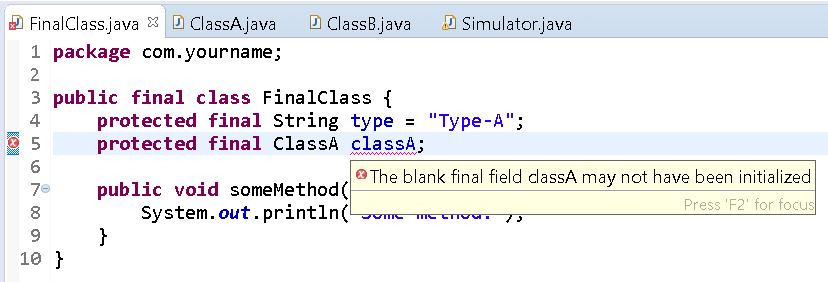 FinalClass.java ClassA.java ClassB.java Simulator.java
1 package com.yourname;
2
3 public final class FinalClass {
4 protected final String type = "Type-A";
5 protected final ClassA classA;
6
The blank final field classA may not have been initialized
7 public void someMethod(
Press 'F2' for focus
8 System.out.println( Some method. );
9 }
10 }